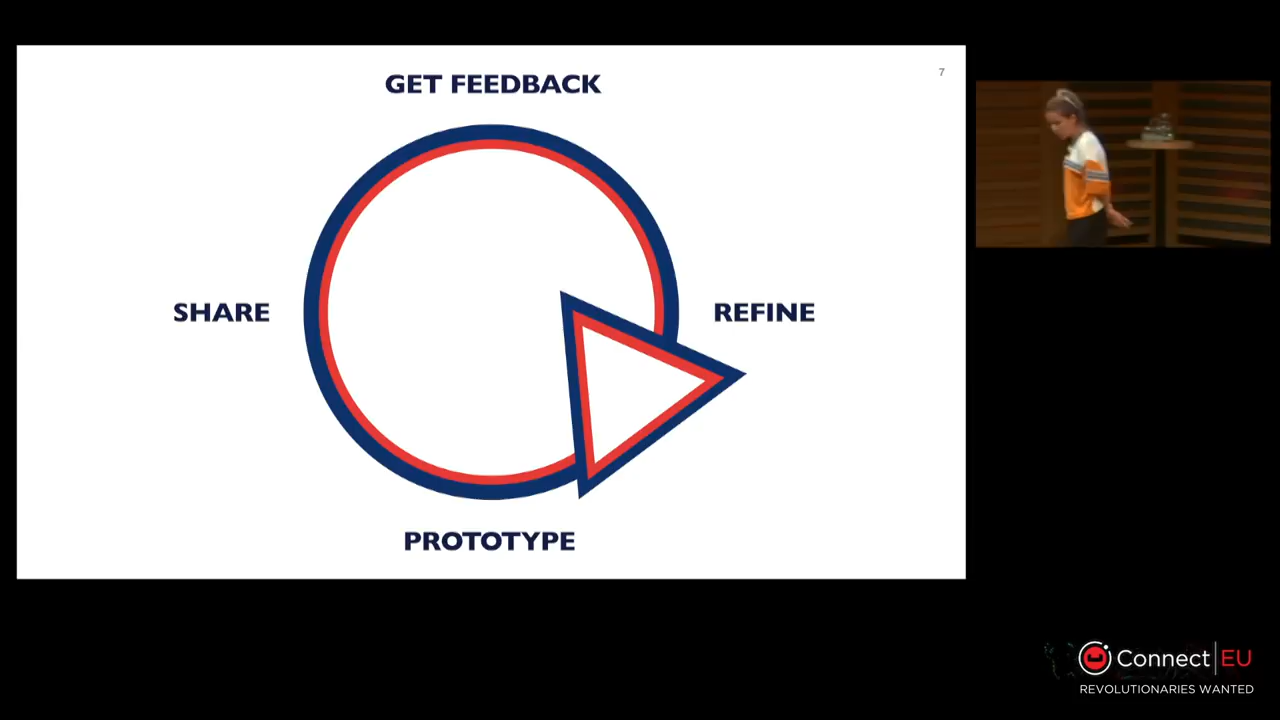 GET FEEDBACK
7
SHARE
REFINE
PROTOTYPE
Connect EU
REVOLUTIONARIES WANTED